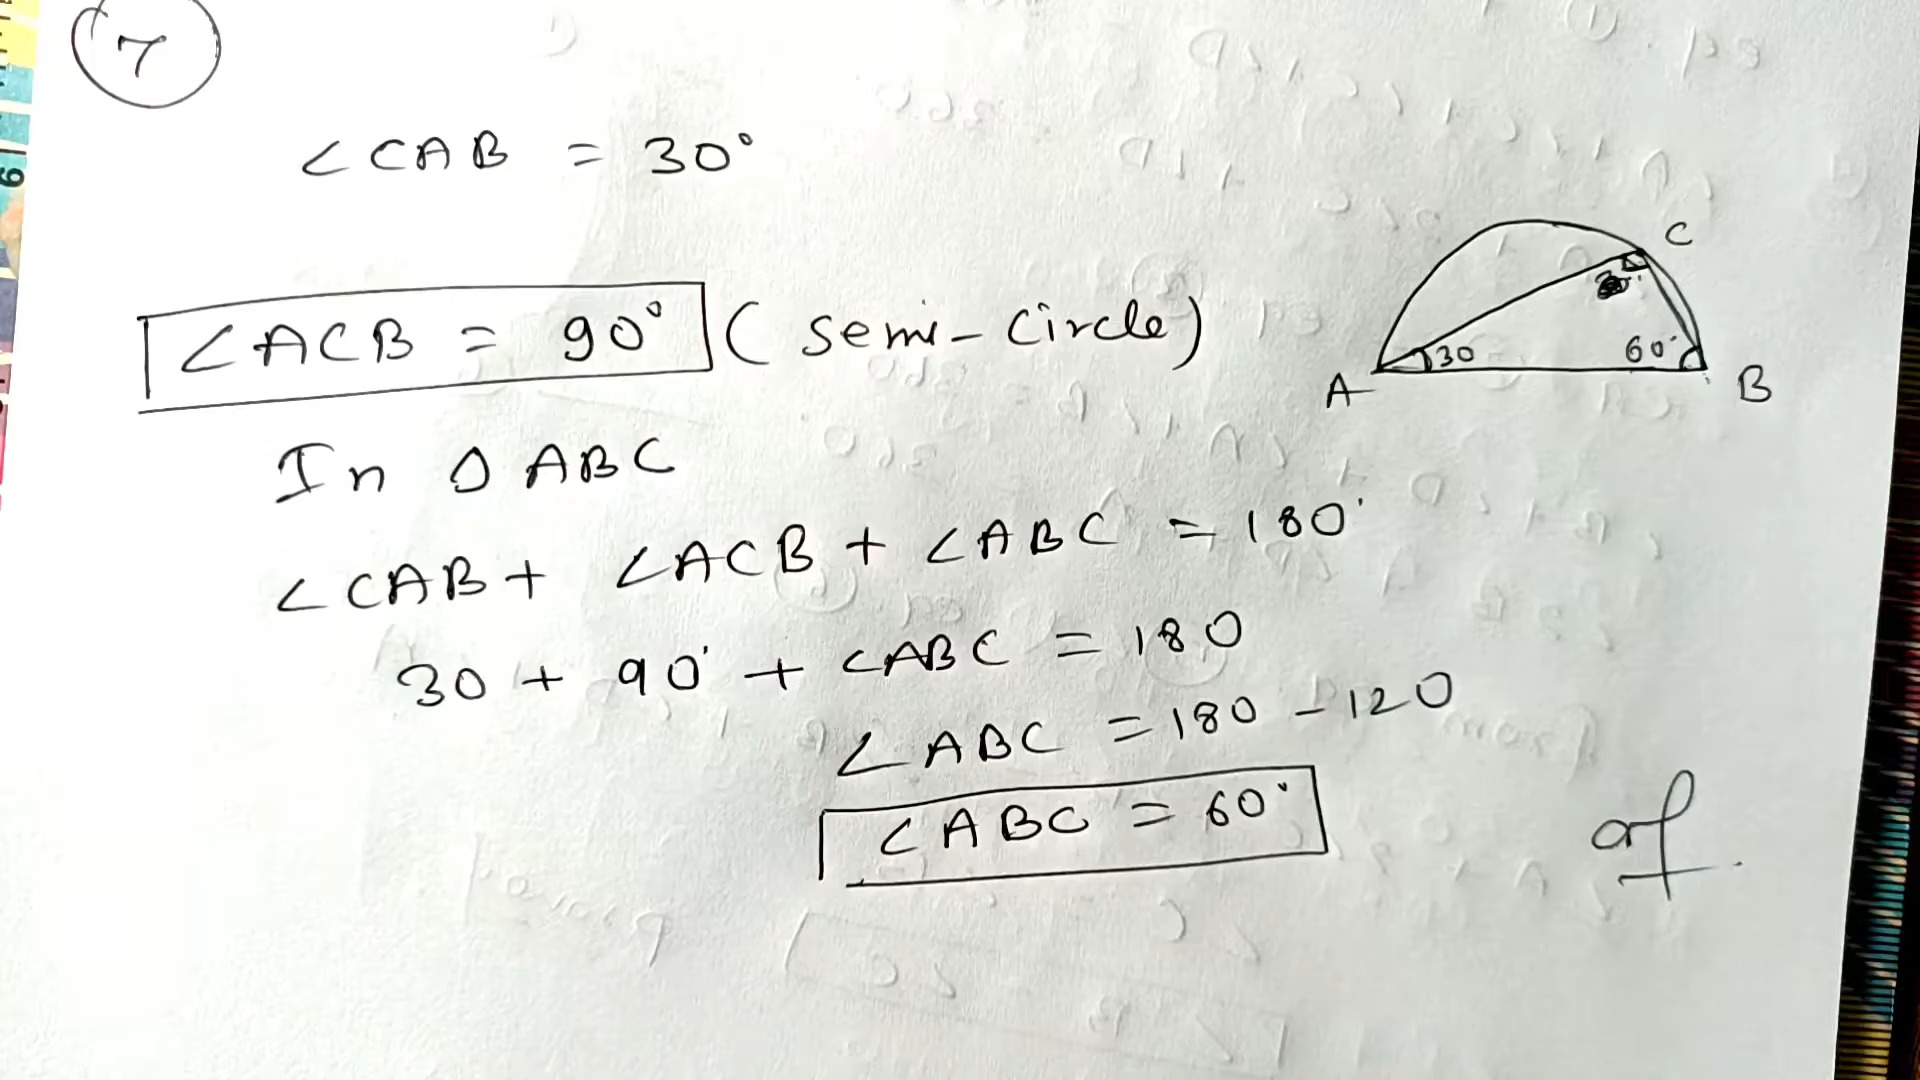 7
∠CAB = 30°
∠ACB = 90° (semi-circle)
C
30
60°
A
B
In △ ABC
∠CAB + ∠ACB + ∠ABC = 180°
30 + 90° + ∠ABC = 180
∠ABC = 180 - 120
∠ABC = 60°